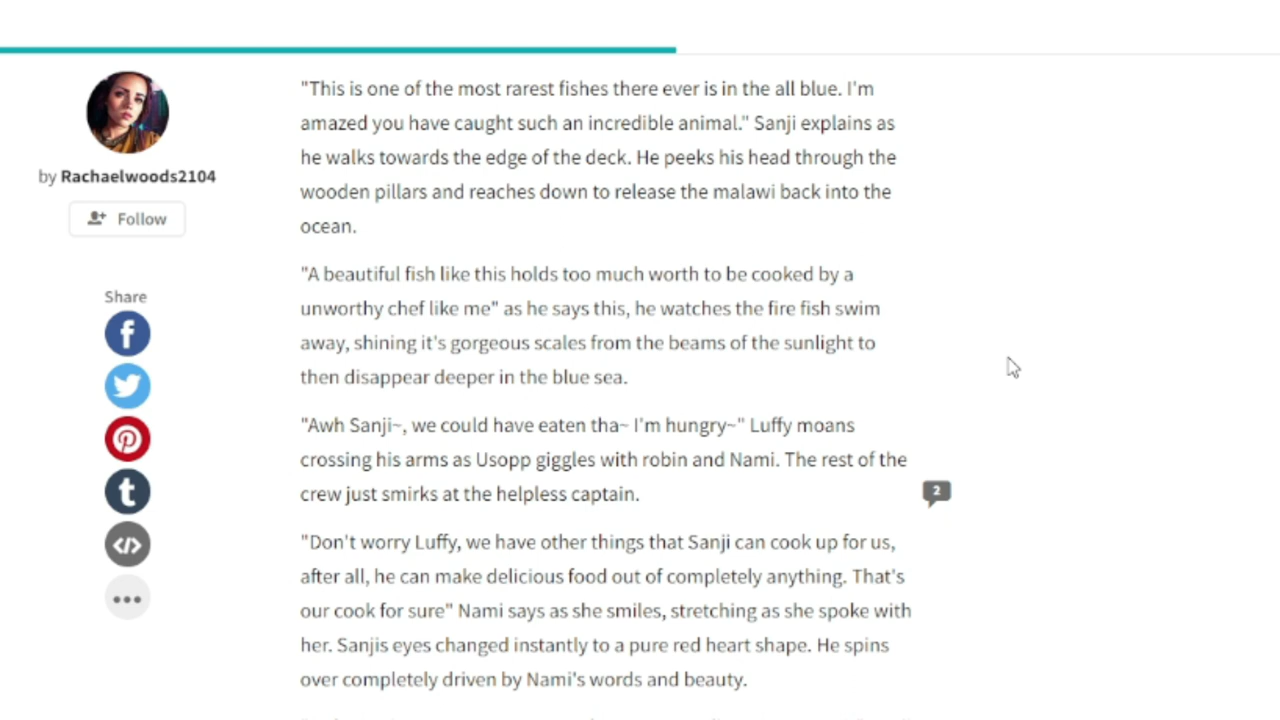 "This is one of the most rarest fishes there ever is in the all blue. I'm
amazed you have caught such an incredible animal." Sanji explains as
he walks towards the edge of the deck. He peeks his head through the
wooden pillars and reaches down to release the malawi back into the
ocean.
"A beautiful fish like this holds too much worth to be cooked by a
unworthy chef like me" as he says this, he watches the fire fish swim
away, shining it's gorgeous scales from the beams of the sunlight to
then disappear deeper in the blue sea.
"Awh Sanji~, we could have eaten tha~ I'm hungry~" Luffy moans
crossing his arms as Usopp giggles with robin and Nami. The rest of the
crew just smirks at the helpless captain.
2
"Don't worry Luffy, we have other things that Sanji can cook up for us,
after all, he can make delicious food out of completely anything. That's
our cook for sure" Nami says as she smiles, stretching as she spoke with
her. Sanjis eyes changed instantly to a pure red heart shape. He spins
over completely driven by Nami's words and beauty.
by Rachaelwoods2104
Follow
Share